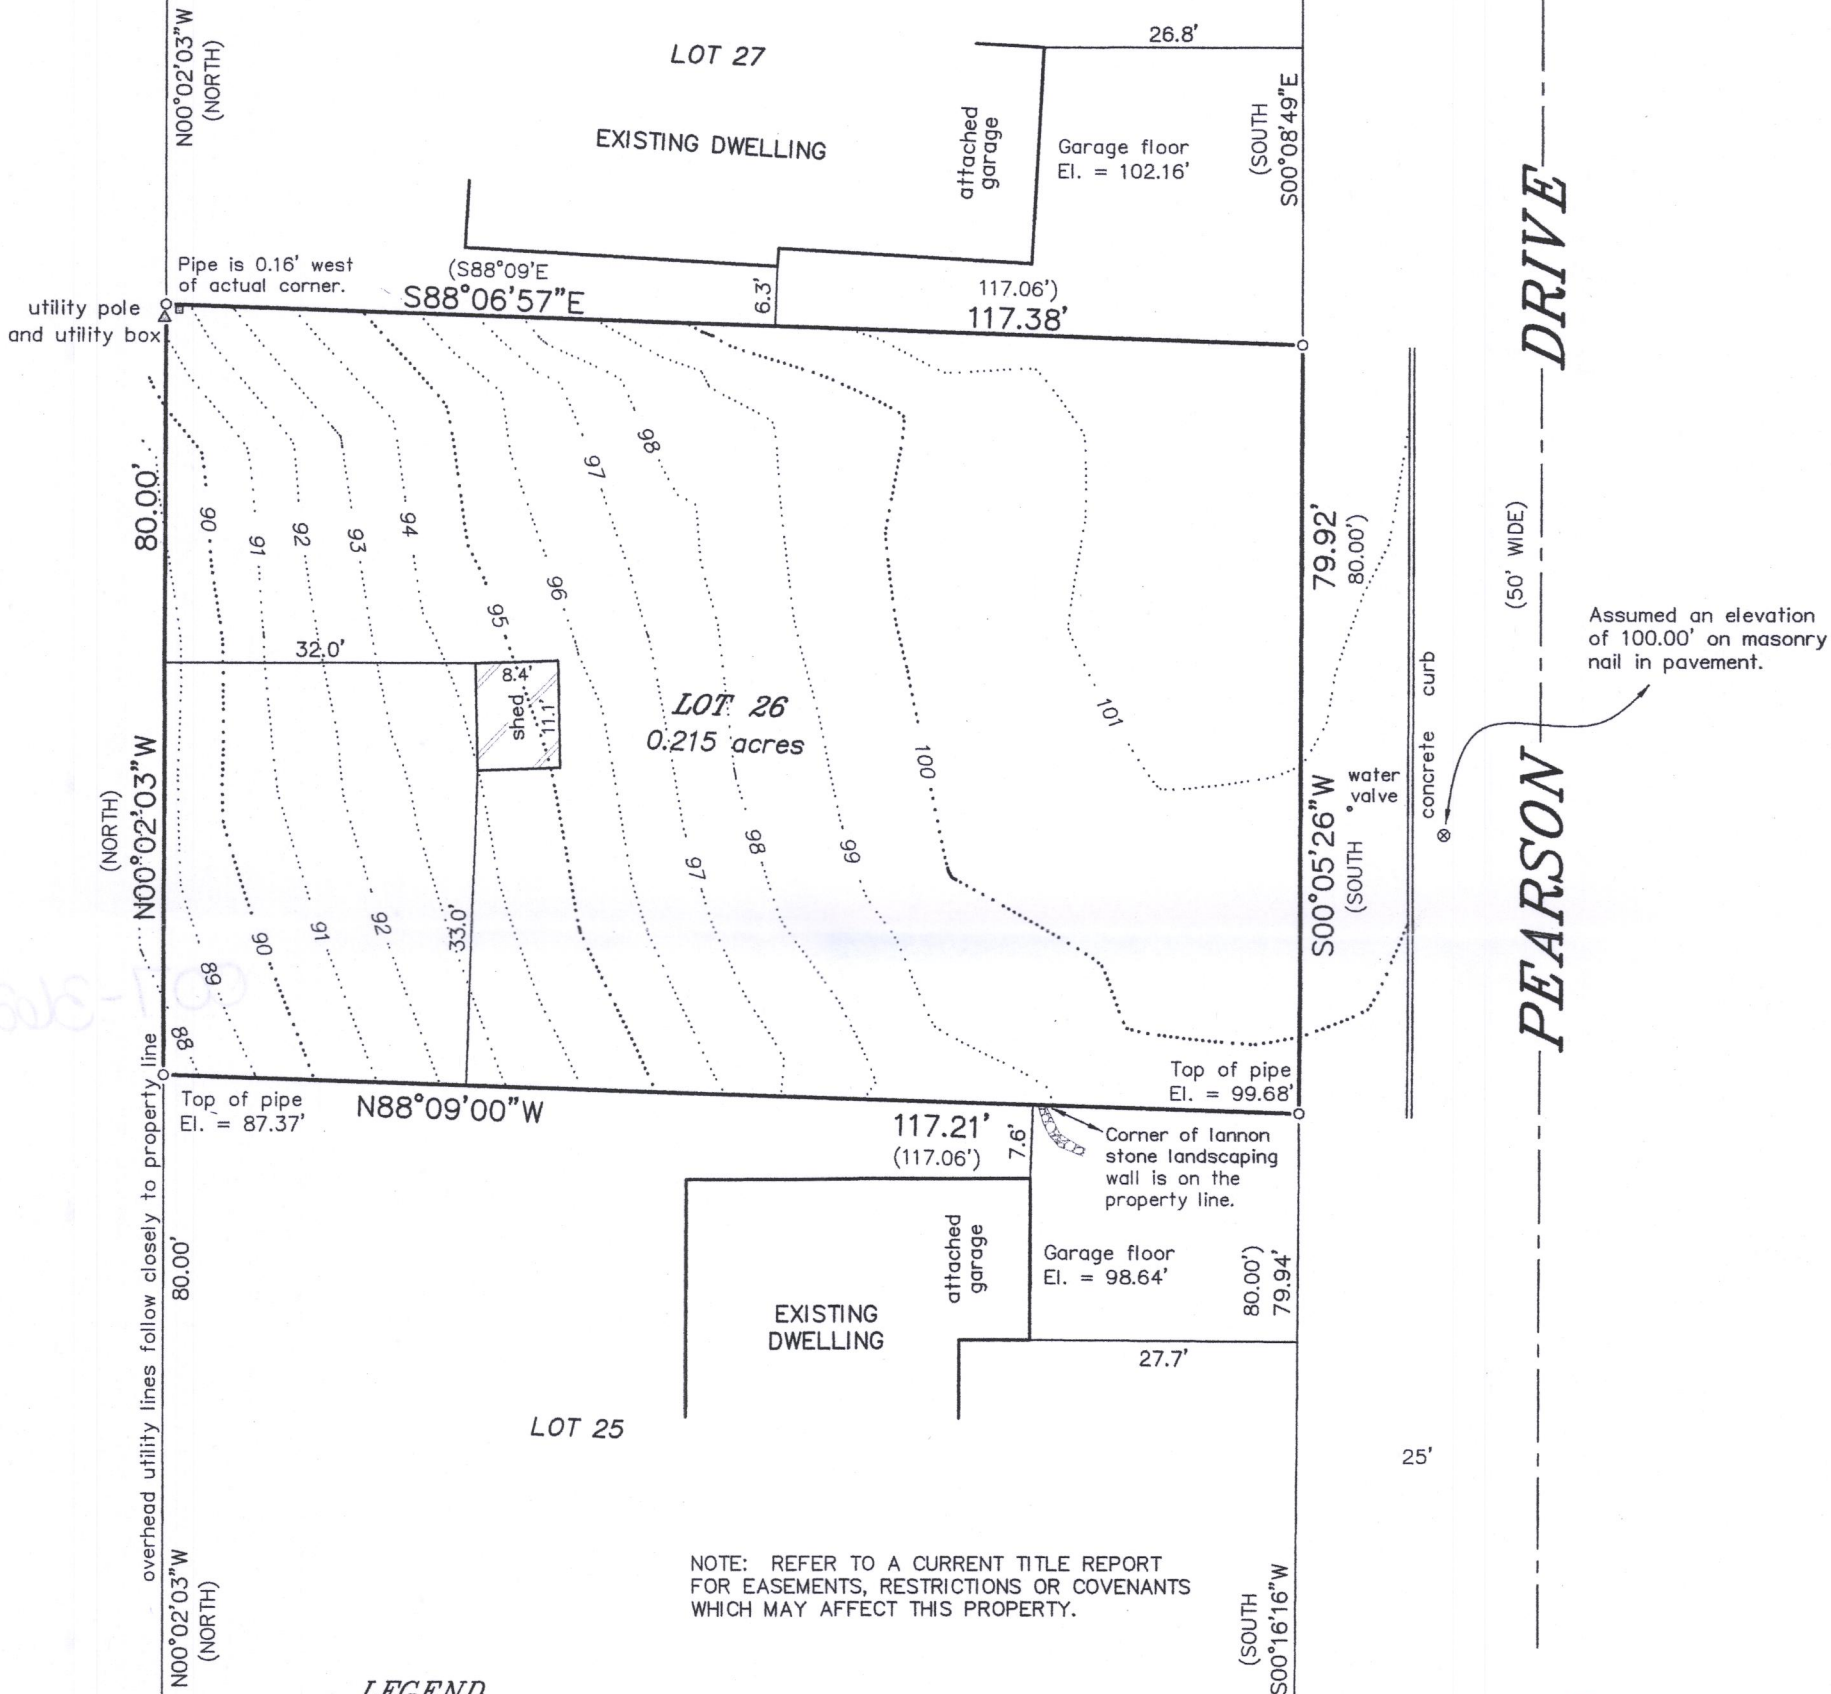 N00°02'03"W
(NORTH)
LOT 27
EXISTING DWELLING
attached
garage
26.8'
Garage floor
El. = 102.16'
(SOUTH
S00°08'49"E
DRIVE
Pipe is 0.16' west
of actual corner.
utility pole
and utility box
(S88°09'E
S88°06'57"E
6.3'
117.06')
117.38'
80.00'
98
97
90
91
92
93
94
96
95
79.92'
80.00')
(50' WIDE)
Assumed an elevation
of 100.00' on masonry
nail in pavement.
32.0'
8.4'
shed
11.1'
LOT 26
0.215 acres
101
100
concrete curb
water
valve
(NORTH)
N00°02'03"W
S00°05'26"W
(SOUTH
PEARSON
99
98
97
33.0'
92
91
90
89
88
Top of pipe
El. = 87.37'
N88°09'00"W
117.21'
(117.06')
7.6'
Top of pipe
El. = 99.68'
Corner of lannon
stone landscaping
wall is on the
property line.
overhead utility lines follow closely to property line
80.00'
attached
garage
Garage floor
El. = 98.64'
80.00')
79.94'
EXISTING
DWELLING
27.7'
LOT 25
25'
NOTE: REFER TO A CURRENT TITLE REPORT
FOR EASEMENTS, RESTRICTIONS OR COVENANTS
WHICH MAY AFFECT THIS PROPERTY.
N00°02'03"W
(NORTH)
(SOUTH
S00°16'16"W
LEGEND